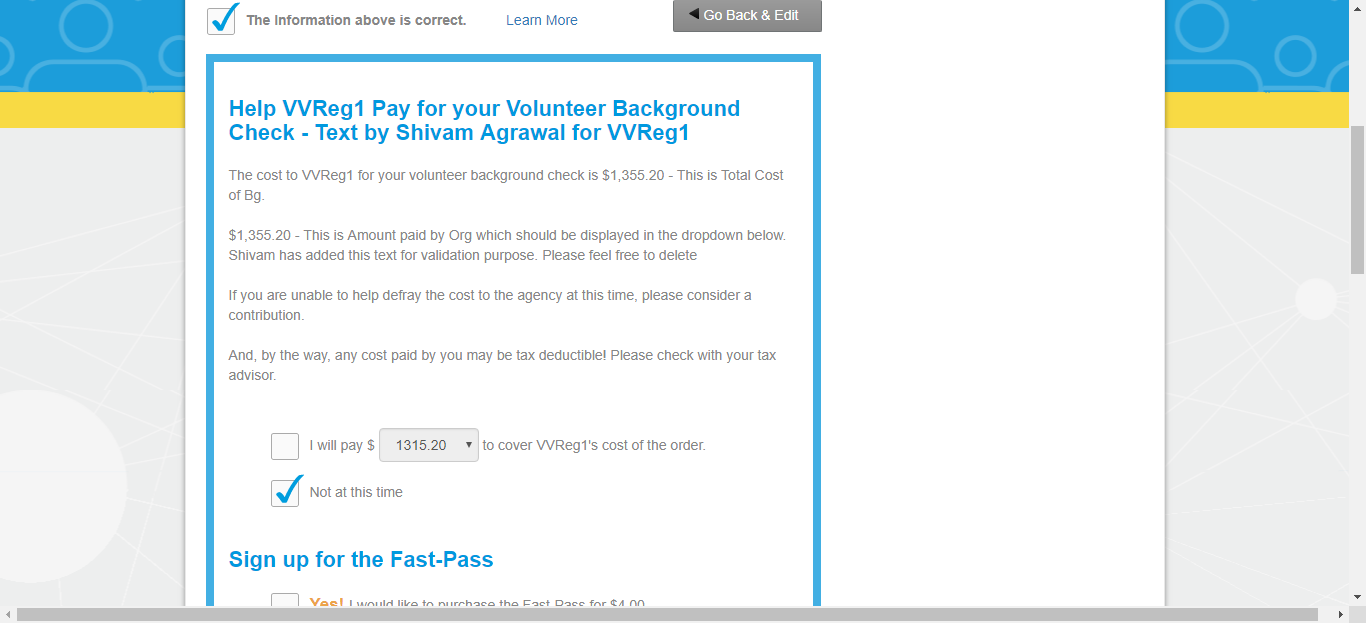 The Information above is correct. Learn More Go Back & Edit
Help VVReg1 Pay for your Volunteer Background
Check - Text by Shivam Agrawal for VVReg1
The cost to VVReg1 for your volunteer background check is $1,355.20 - This is Total Cost
of Bg.
$1,355.20 - This is Amount paid by Org which should be displayed in the dropdown below.
Shivam has added this text for validation purpose. Please feel free to delete
If you are unable to help defray the cost to the agency at this time, please consider a
contribution.
And, by the way, any cost paid by you may be tax deductible! Please check with your tax
advisor.
I will pay $ 1315.20 to cover VVReg1's cost of the order.
Not at this time
Sign up for the Fast-Pass
Yes! I would like to purchase the Fast-Pass for $4.00